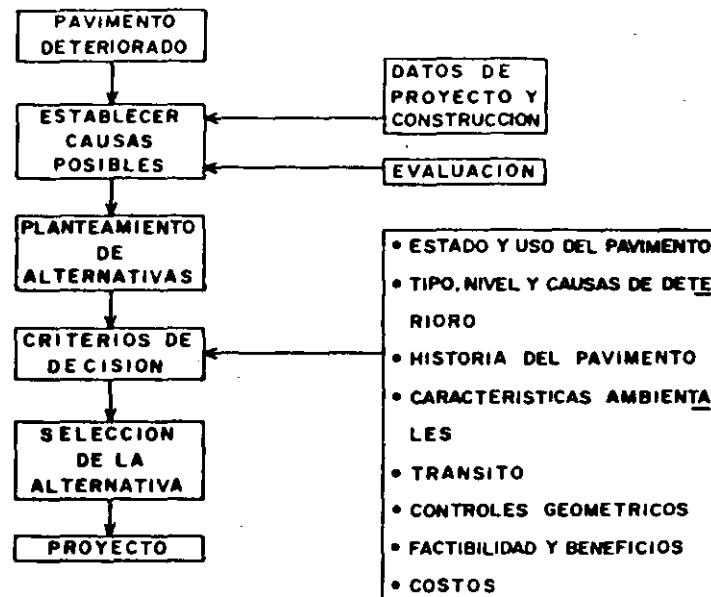 PAVIMENTO
DETERIORADO
DATOS DE
PROYECTO Y
CONSTRUCCION
ESTABLECER
CAUSAS
POSIBLES
EVALUACION
PLANTEAMIENTO
DE
ALTERNATIVAS
CRITERIOS DE
DECISION
• ESTADO Y USO DEL PAVIMENTO
• TIPO, NIVEL Y CAUSAS DE DETE
RIORO
• HISTORIA DEL PAVIMENTO
• CARACTERISTICAS AMBIENTA
LES
• TRANSITO
• CONTROLES GEOMETRICOS
• FACTIBILIDAD Y BENEFICIOS
• COSTOS
SELECCION
DE LA
ALTERNATIVA
PROYECTO